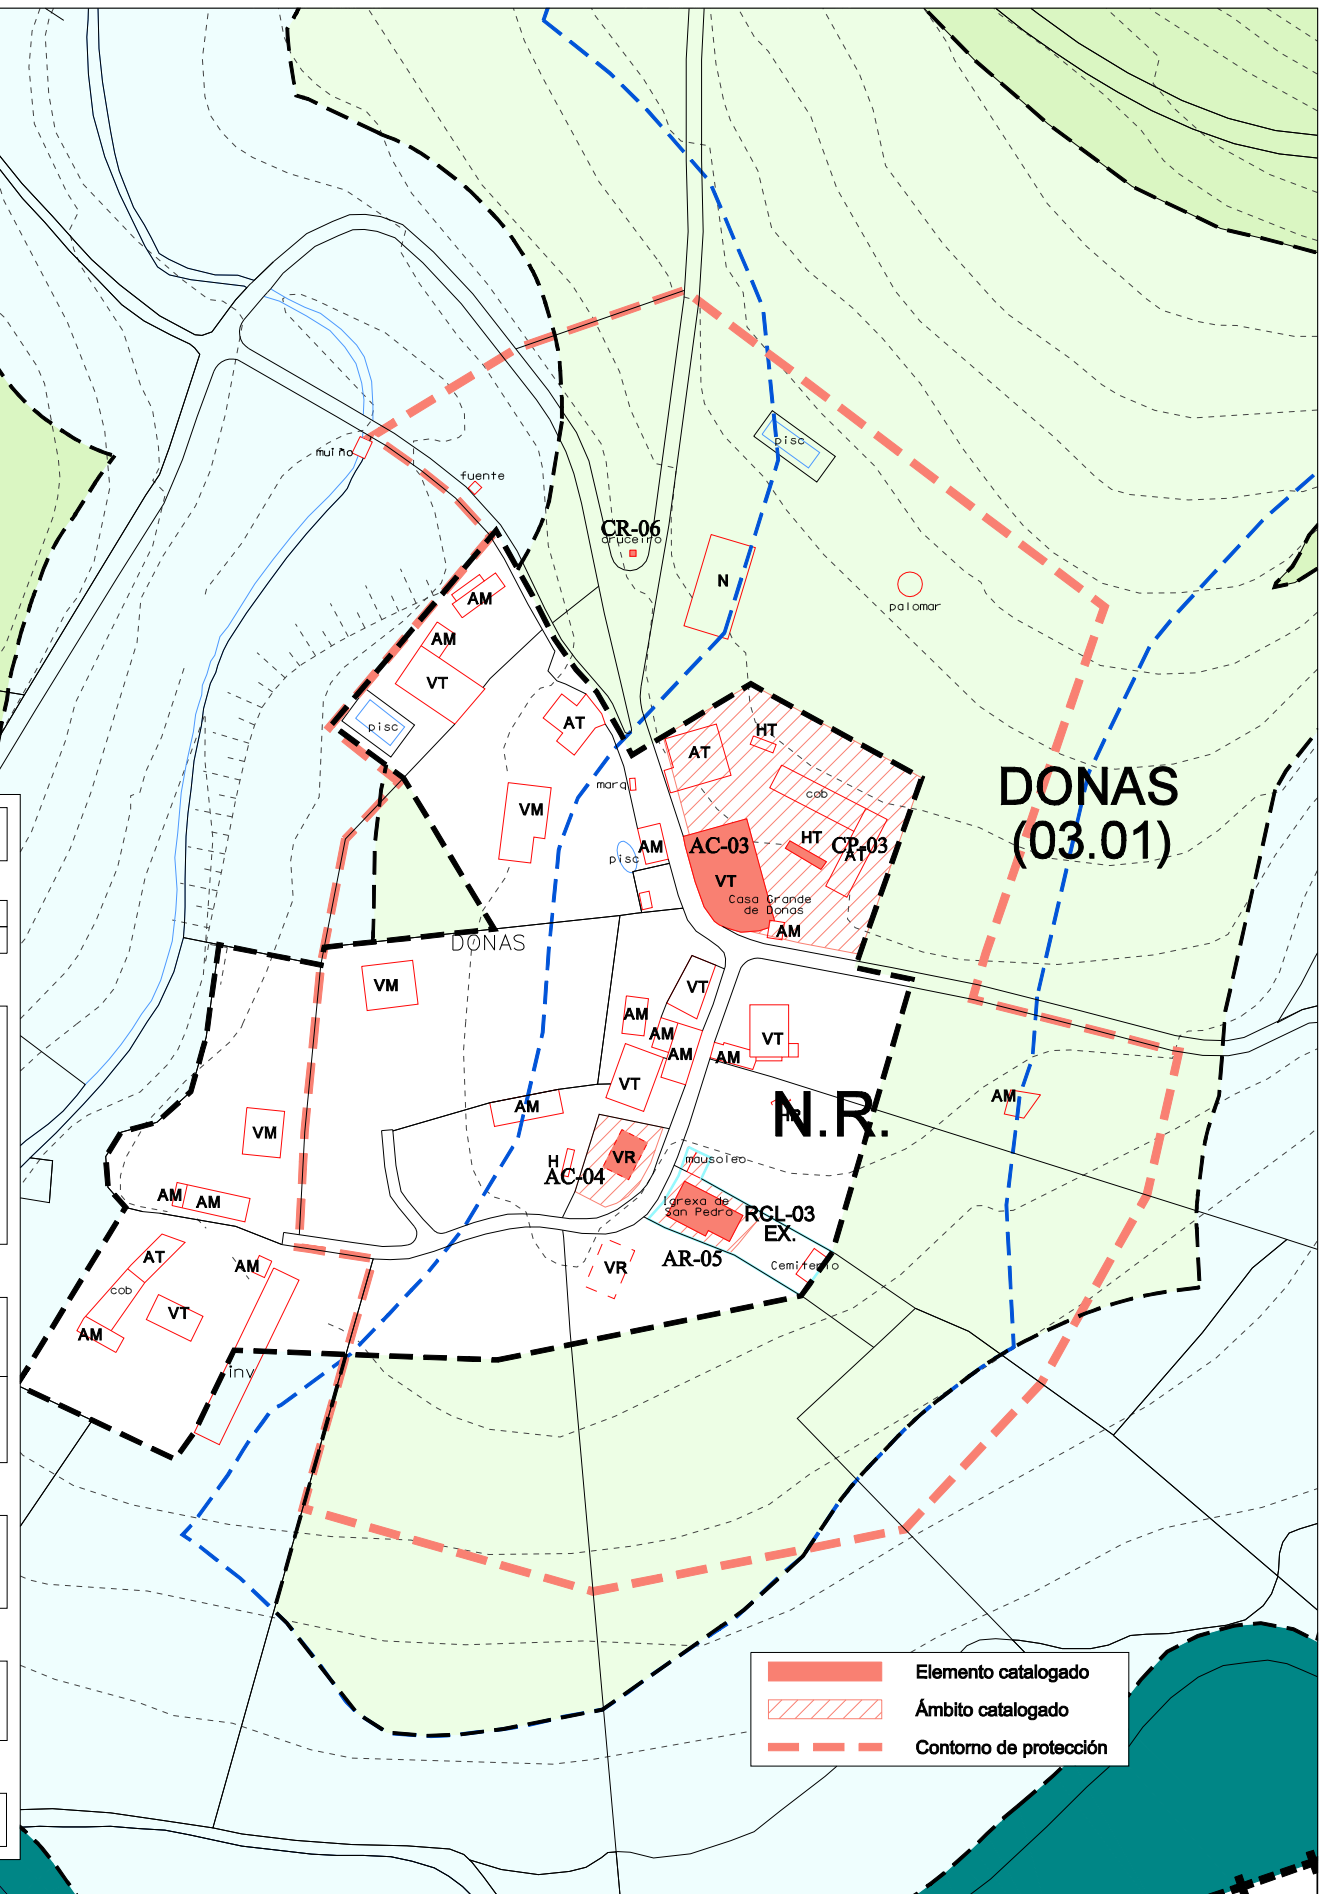 muiño
fuente
CR-06
cruceiro
pisc
N
palomar
AM
AM
VT
pisc
AT
AT
HT
cob
marq
VM
AM
pisc
AC-03
HT
CP-03
AT
VT
Casa Grande
de Donas
AM
DONAS
(03.01)
DONAS
VM
VT
AM
AM
AM
VT
AM
VT
AM
AM
N.R.
HP
VM
H
VR
AC-04
mausoleo
AM
AM
Igrexa de
San Pedro
RCL-03
EX.
AR-05
Cemiterio
VR
AT
AM
cob
VT
AM
inv
Elemento catalogado
Ámbito catalogado
Contorno de protección